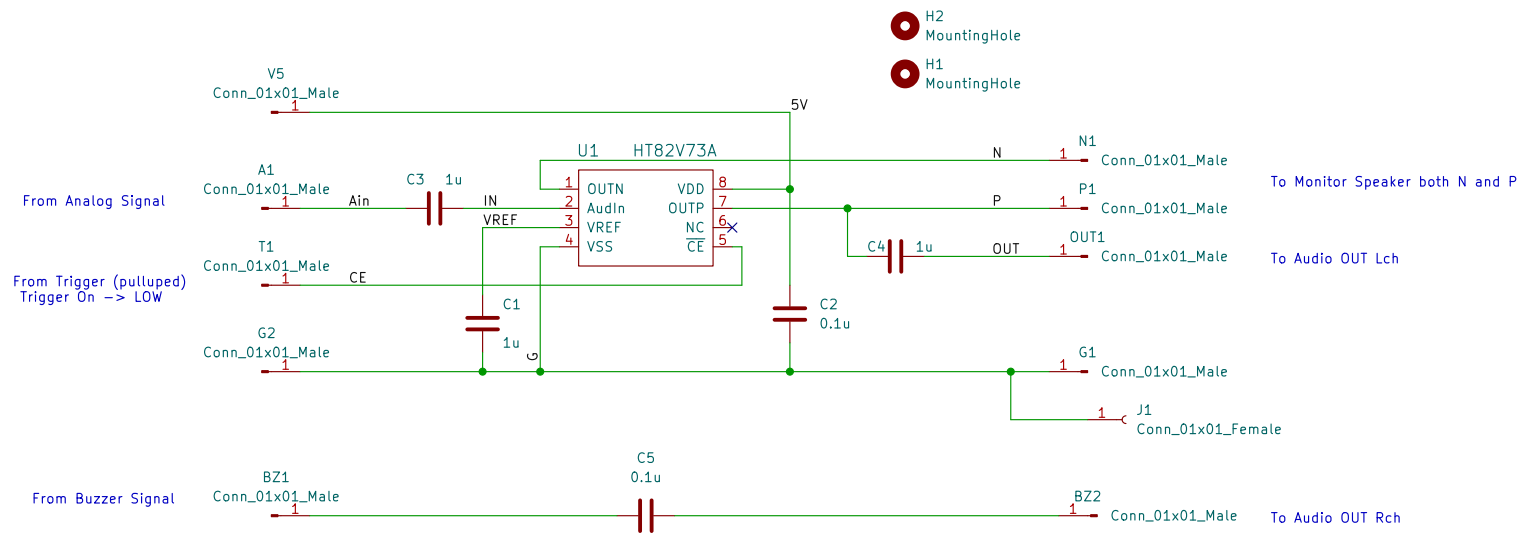 H2
MountingHole
H1
MountingHole
V5
Conn_01x01_Male
1
5V
U1
HT82V73A
N
1
N1
Conn_01x01_Male
A1
Conn_01x01_Male
1
From Analog Signal
Ain
C3
1u
IN
VREF
1
OUTN
2
AudIn
3
VREF
4
VSS
VDD
8
OUTP
7
NC
6
CE
5
To Monitor Speaker both N and P
P
1
P1
Conn_01x01_Male
T1
Conn_01x01_Male
1
From Trigger (pulluped)
Trigger On -> LOW
CE
C4
1u
OUT
1
OUT1
Conn_01x01_Male
To Audio OUT Lch
C1
1u
C2
0.1u
G2
Conn_01x01_Male
1
G
1
G1
Conn_01x01_Male
1
J1
Conn_01x01_Female
C5
0.1u
From Buzzer Signal
BZ1
Conn_01x01_Male
1
1
BZ2
Conn_01x01_Male
To Audio OUT Rch